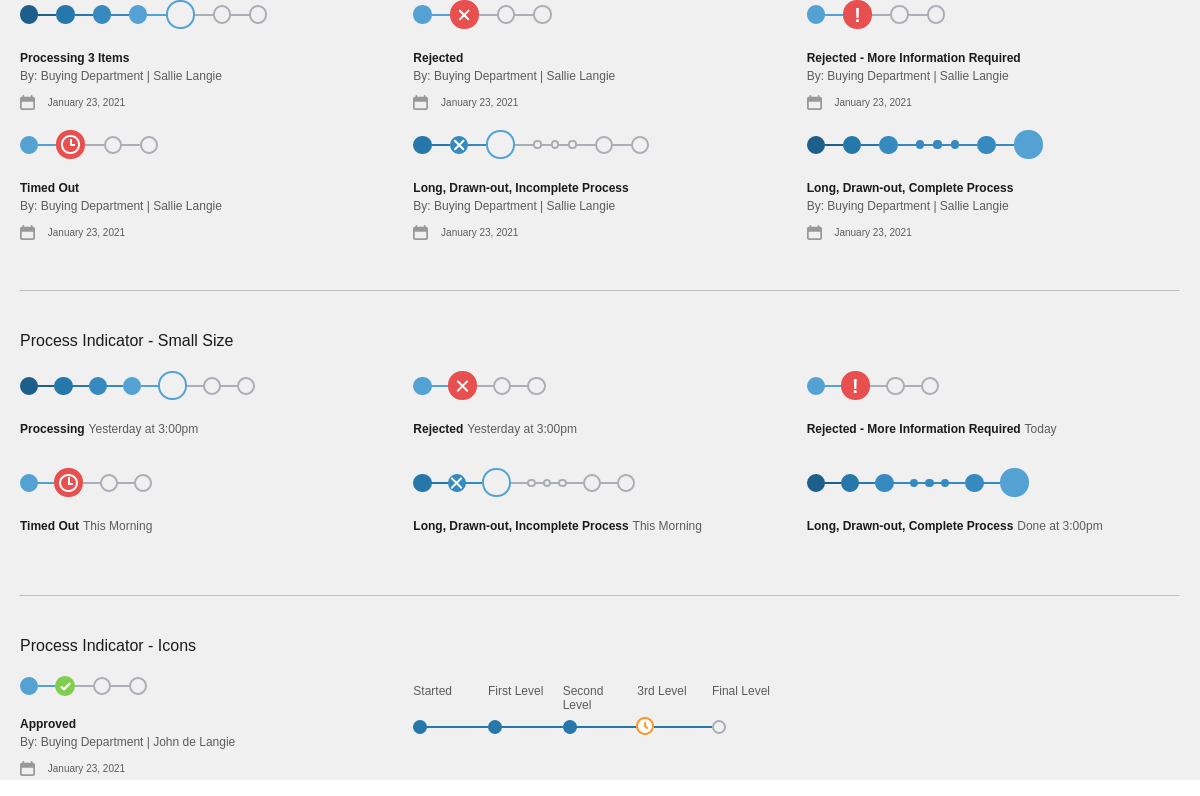 Processing 3 Items
By: Buying Department | Sallie Langie
January 23, 2021
Rejected
By: Buying Department | Sallie Langie
January 23, 2021
Rejected - More Information Required
By: Buying Department | Sallie Langie
January 23, 2021
Timed Out
By: Buying Department | Sallie Langie
January 23, 2021
Long, Drawn-out, Incomplete Process
By: Buying Department | Sallie Langie
January 23, 2021
Long, Drawn-out, Complete Process
By: Buying Department | Sallie Langie
January 23, 2021
Process Indicator - Small Size
Processing Yesterday at 3:00pm
Rejected Yesterday at 3:00pm
Rejected - More Information Required Today
Timed Out This Morning
Long, Drawn-out, Incomplete Process This Morning
Long, Drawn-out, Complete Process Done at 3:00pm
Process Indicator - Icons
Approved
By: Buying Department | John de Langie
January 23, 2021
Started
First Level
Second
Level
3rd Level
Final Level